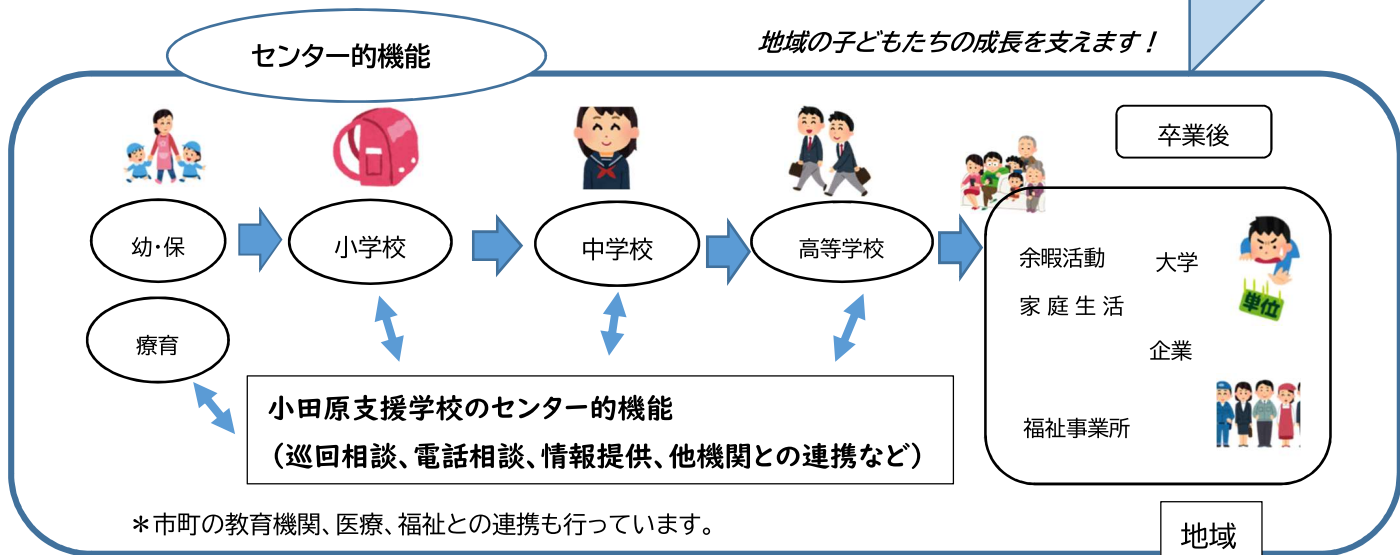 センター的機能
地域の子どもたちの成長を支えます！
卒業後
幼・保
小学校
中学校
高等学校
療育
余暇活動
大学
家庭生活
単位
企業
福祉事業所
小田原支援学校のセンター的機能
（巡回相談、電話相談、情報提供、他機関との連携など）
＊市町の教育機関、医療、福祉との連携も行っています。
地域